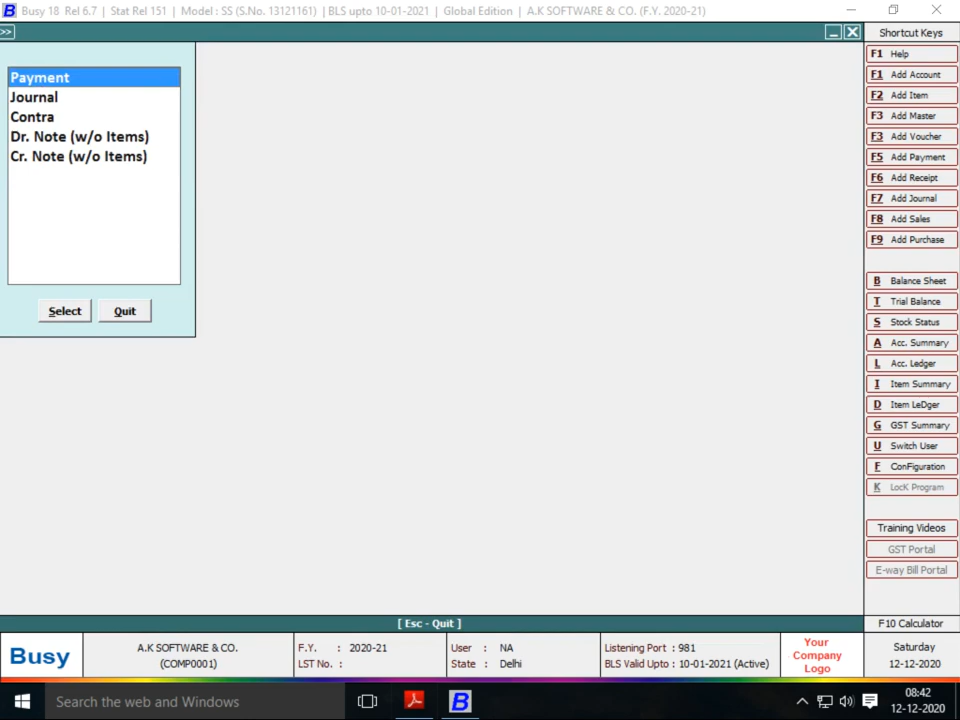 B Busy 18 Rel 6.7 | Stat Rel 151 | Model : SS (S.No. 13121161) | BLS upto 10-01-2021 | Global Edition | A.K SOFTWARE & CO. (F.Y. 2020-21)
>>
Payment
Journal
Contra
Dr. Note (w/o Items)
Cr. Note (w/o Items)
Select Quit
Shortcut Keys
F1 Help
F1 Add Account
F2 Add Item
F3 Add Master
F3 Add Voucher
F5 Add Payment
F6 Add Receipt
F7 Add Journal
F8 Add Sales
F9 Add Purchase
B Balance Sheet
T Trial Balance
S Stock Status
A Acc. Summary
L Acc. Ledger
I Item Summary
D Item LeDger
G GST Summary
U Switch User
F ConFiguration
K LocK Program
Training Videos
GST Portal
E-way Bill Portal
[ Esc - Quit ]
F10 Calculator
Busy
A.K SOFTWARE & CO.
(COMP0001)
F.Y. : 2020-21
LST No. :
User : NA
State : Delhi
Listening Port : 981
BLS Valid Upto : 10-01-2021 (Active)
Your
Company
Logo
Saturday
12-12-2020
Search the web and Windows
B
08:42
12-12-2020